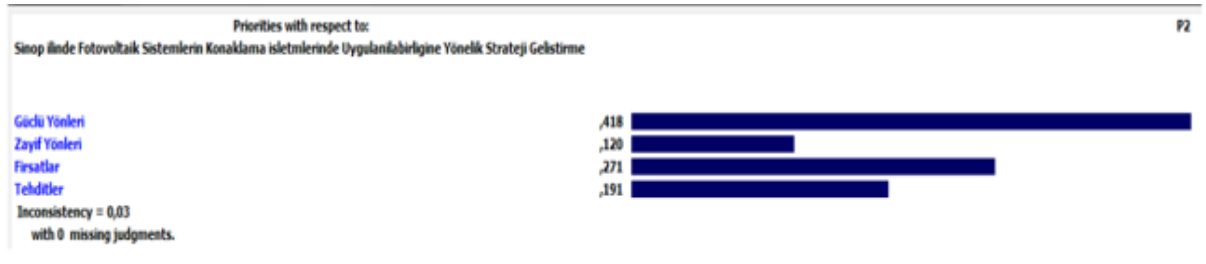 Priorities with respect to: P2
Sinop ilinde Fotovoltaik Sistemlerin Konaklama isletmlerinde Uygulanilabirligine Yönelik Strateji Gelistirme
Güclü Yönleri ,418
Zayif Yönleri ,120
Firsatlar ,271
Tehditler ,191
Inconsistency = 0,03
with 0 missing judgments.